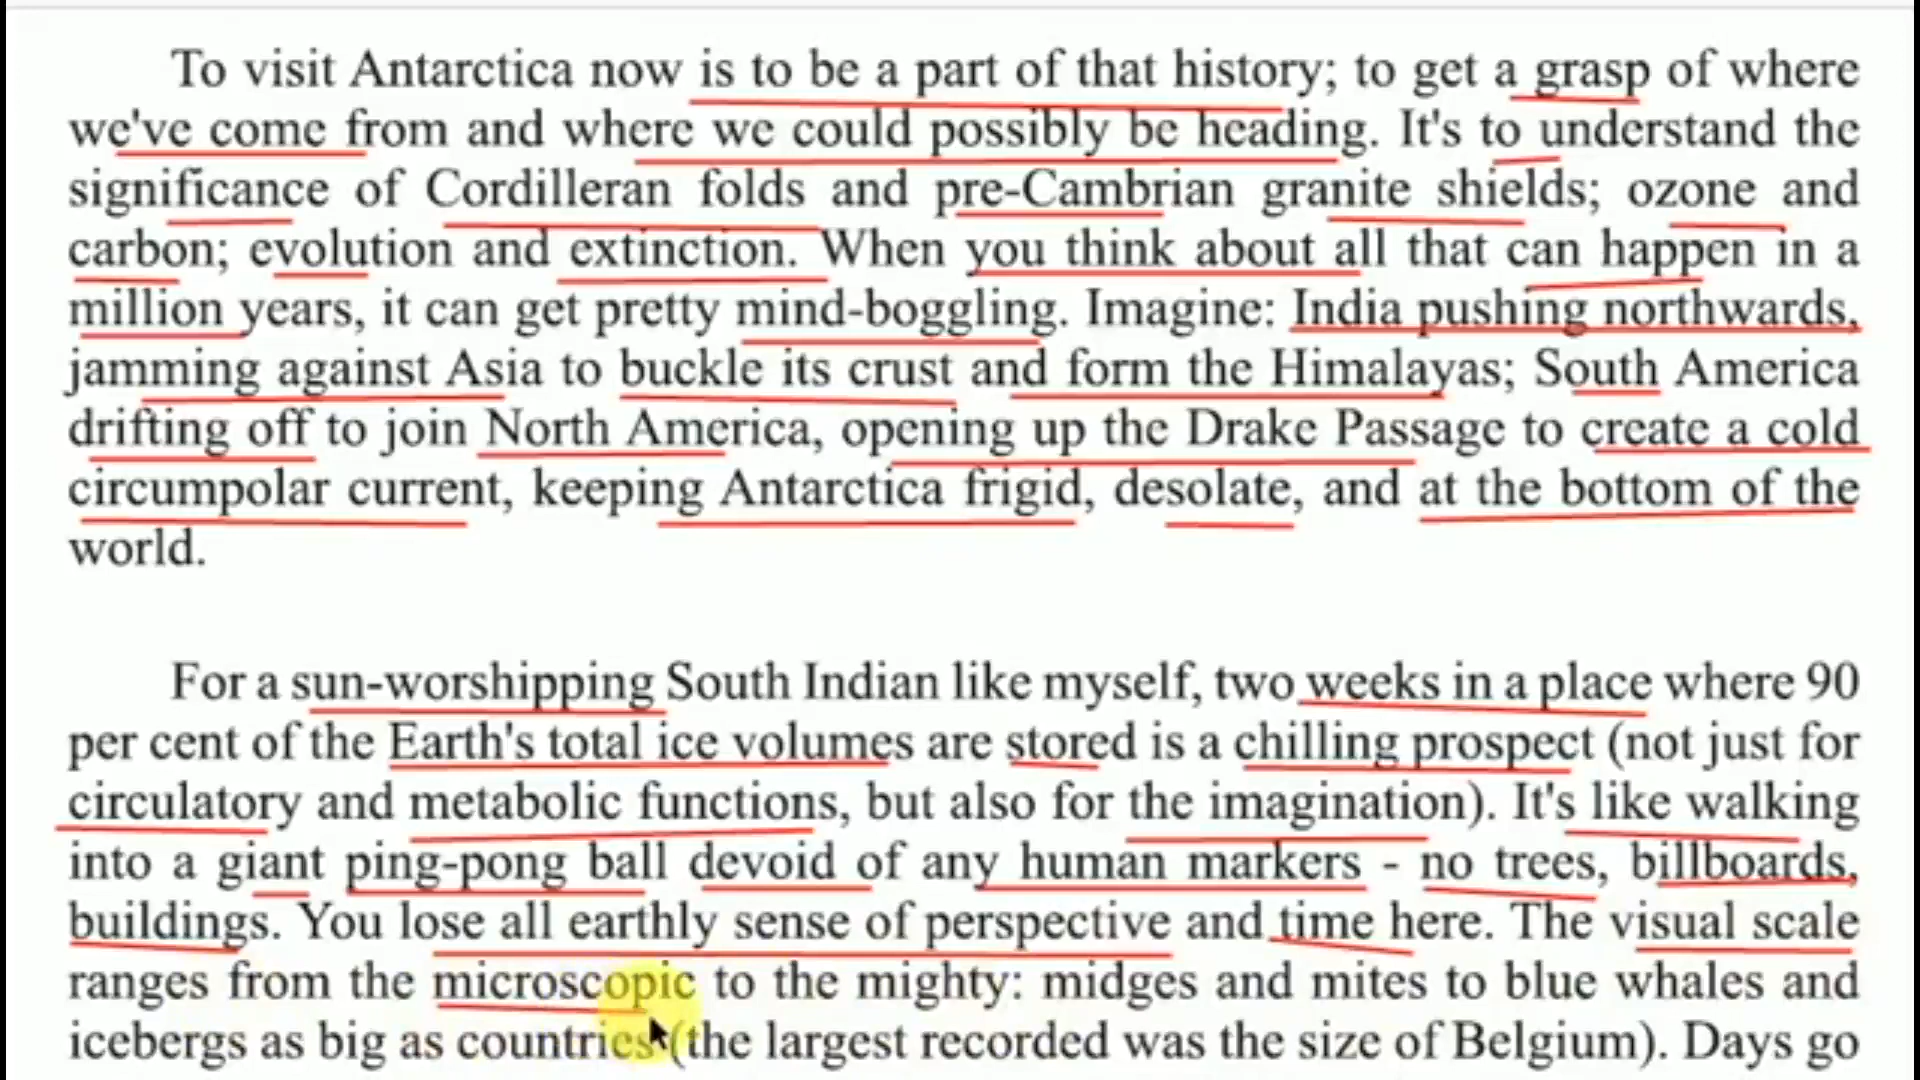 To visit Antarctica now is to be a part of that history; to get a grasp of where
we've come from and where we could possibly be heading. It's to understand the
significance of Cordilleran folds and pre-Cambrian granite shields; ozone and
carbon; evolution and extinction. When you think about all that can happen in a
million years, it can get pretty mind-boggling. Imagine: India pushing northwards,
jamming against Asia to buckle its crust and form the Himalayas; South America
drifting off to join North America, opening up the Drake Passage to create a cold
circumpolar current, keeping Antarctica frigid, desolate, and at the bottom of the
world.
For a sun-worshipping South Indian like myself, two weeks in a place where 90
per cent of the Earth's total ice volumes are stored is a chilling prospect (not just for
circulatory and metabolic functions, but also for the imagination). It's like walking
into a giant ping-pong ball devoid of any human markers - no trees, billboards,
buildings. You lose all earthly sense of perspective and time here. The visual scale
ranges from the microscopic to the mighty: midges and mites to blue whales and
icebergs as big as countries (the largest recorded was the size of Belgium). Days go